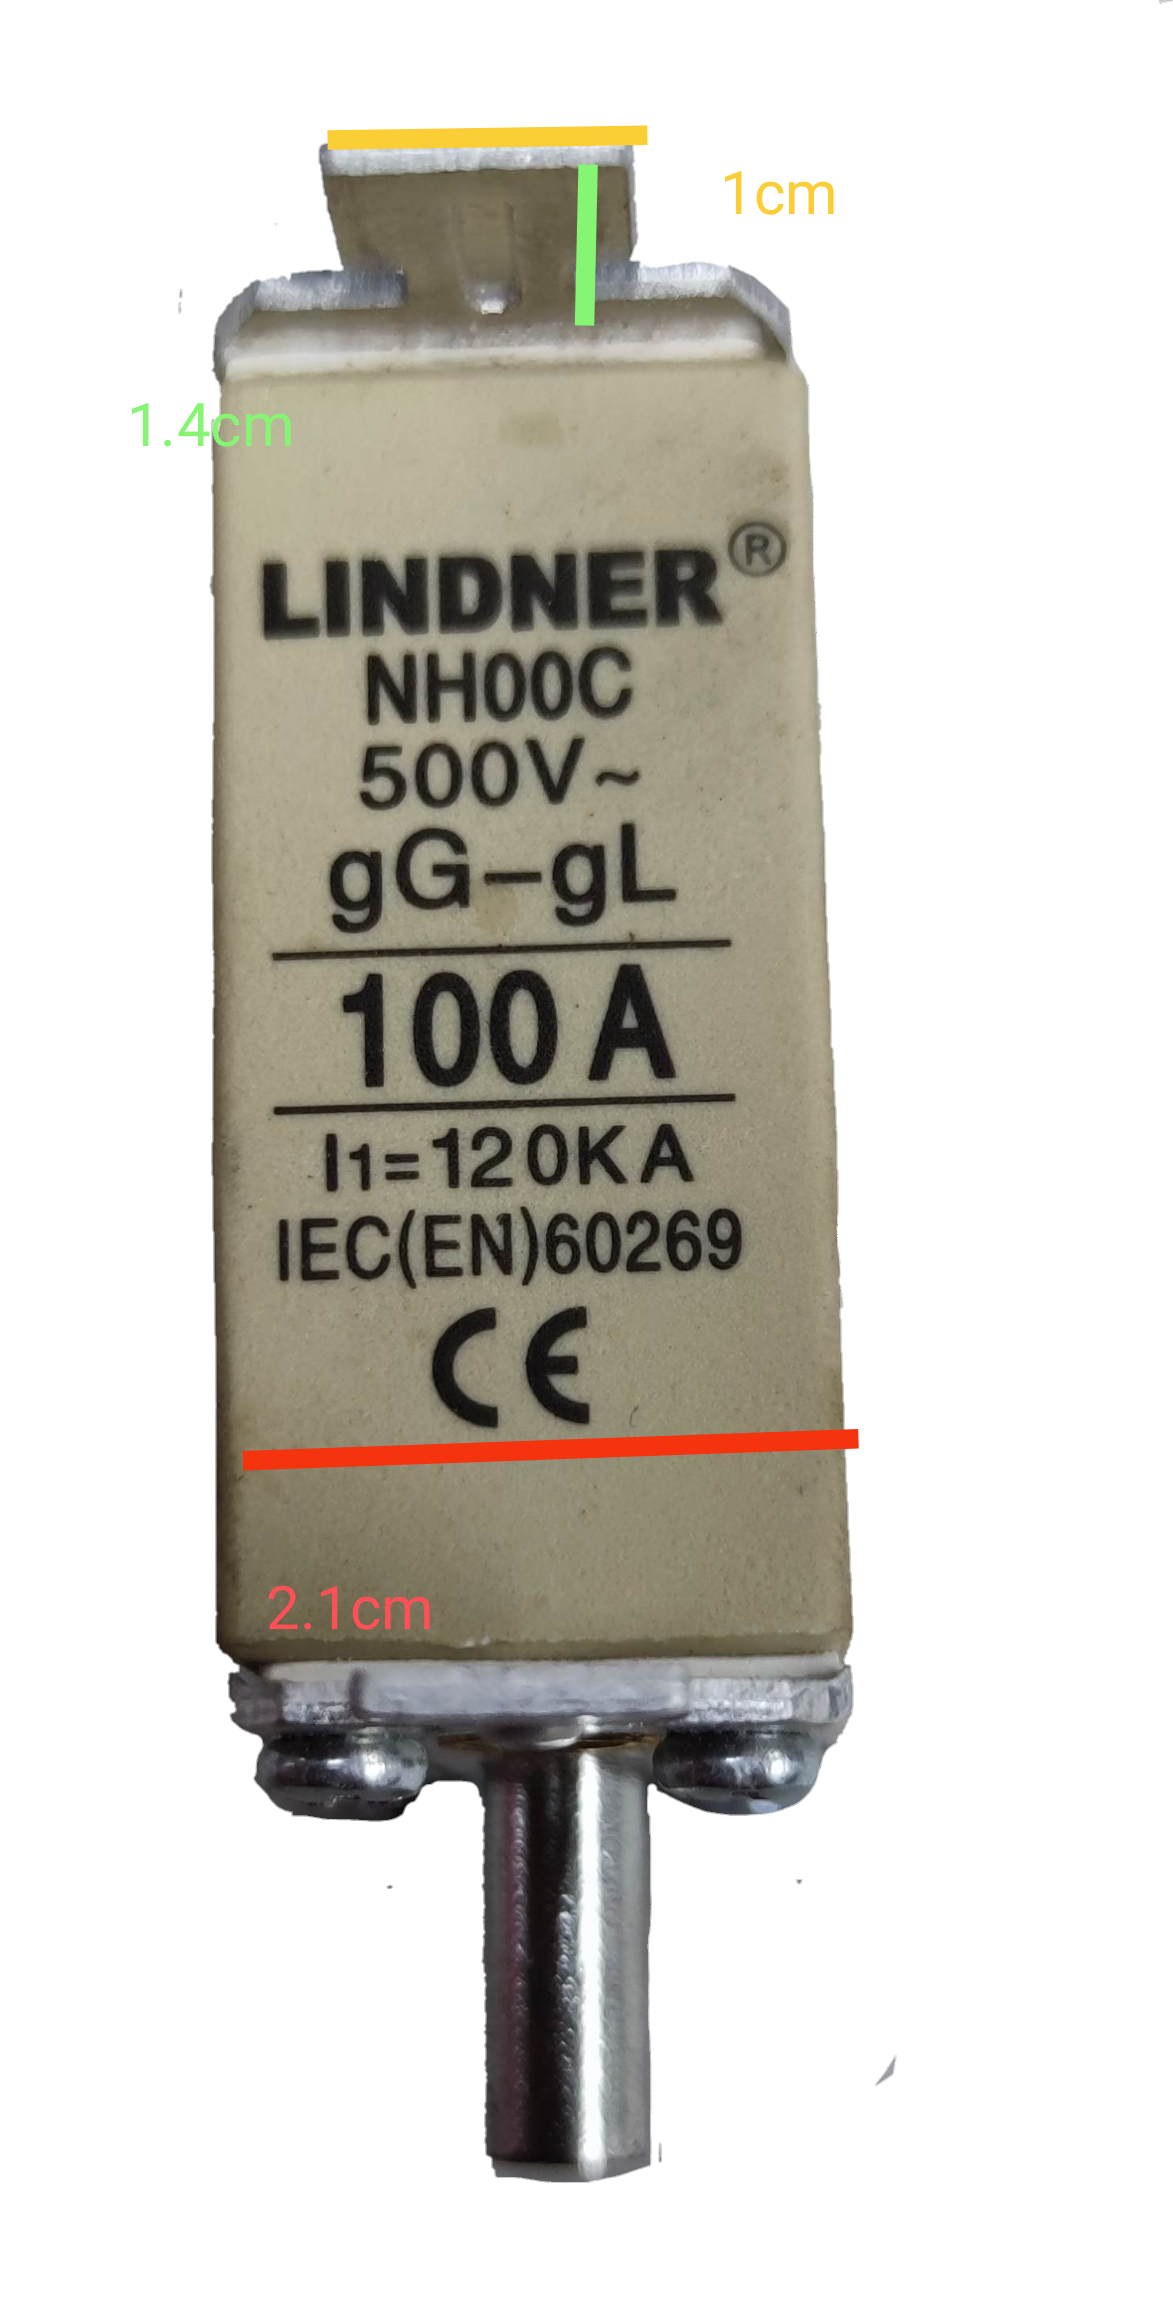 1cm
1.4cm
LINDNER®
NH00C
500V~
gG-gL
100 A
I1=120KA
IEC(EN)60269
CE
2.1cm